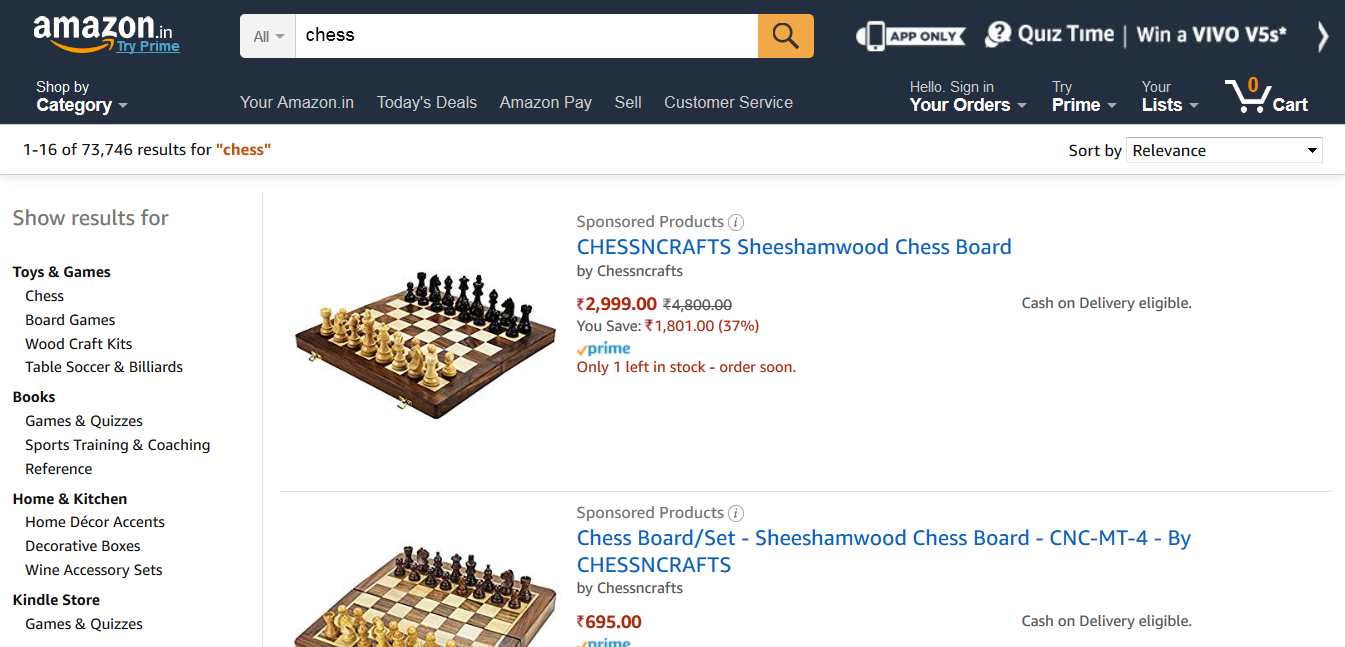 amazon.in
Try Prime
All
chess
APP ONLY
Quiz Time | Win a VIVO V5s*
Shop by
Category
Your Amazon.in
Today's Deals
Amazon Pay
Sell
Customer Service
Hello. Sign in
Your Orders
Try
Prime
Your
Lists
0
Cart
1-16 of 73,746 results for "chess"
Sort by
Relevance
Show results for
Toys & Games
Chess
Board Games
Wood Craft Kits
Table Soccer & Billiards
Books
Games & Quizzes
Sports Training & Coaching
Reference
Home & Kitchen
Home Décor Accents
Decorative Boxes
Wine Accessory Sets
Kindle Store
Games & Quizzes
Sponsored Products
CHESSNCRAFTS Sheeshamwood Chess Board
by Chessncrafts
₹2,999.00 ₹4,800.00
You Save: ₹1,801.00 (37%)
prime
Only 1 left in stock - order soon.
Cash on Delivery eligible.
Sponsored Products
Chess Board/Set - Sheeshamwood Chess Board - CNC-MT-4 - By
CHESSNCRAFTS
by Chessncrafts
₹695.00
prime
Cash on Delivery eligible.